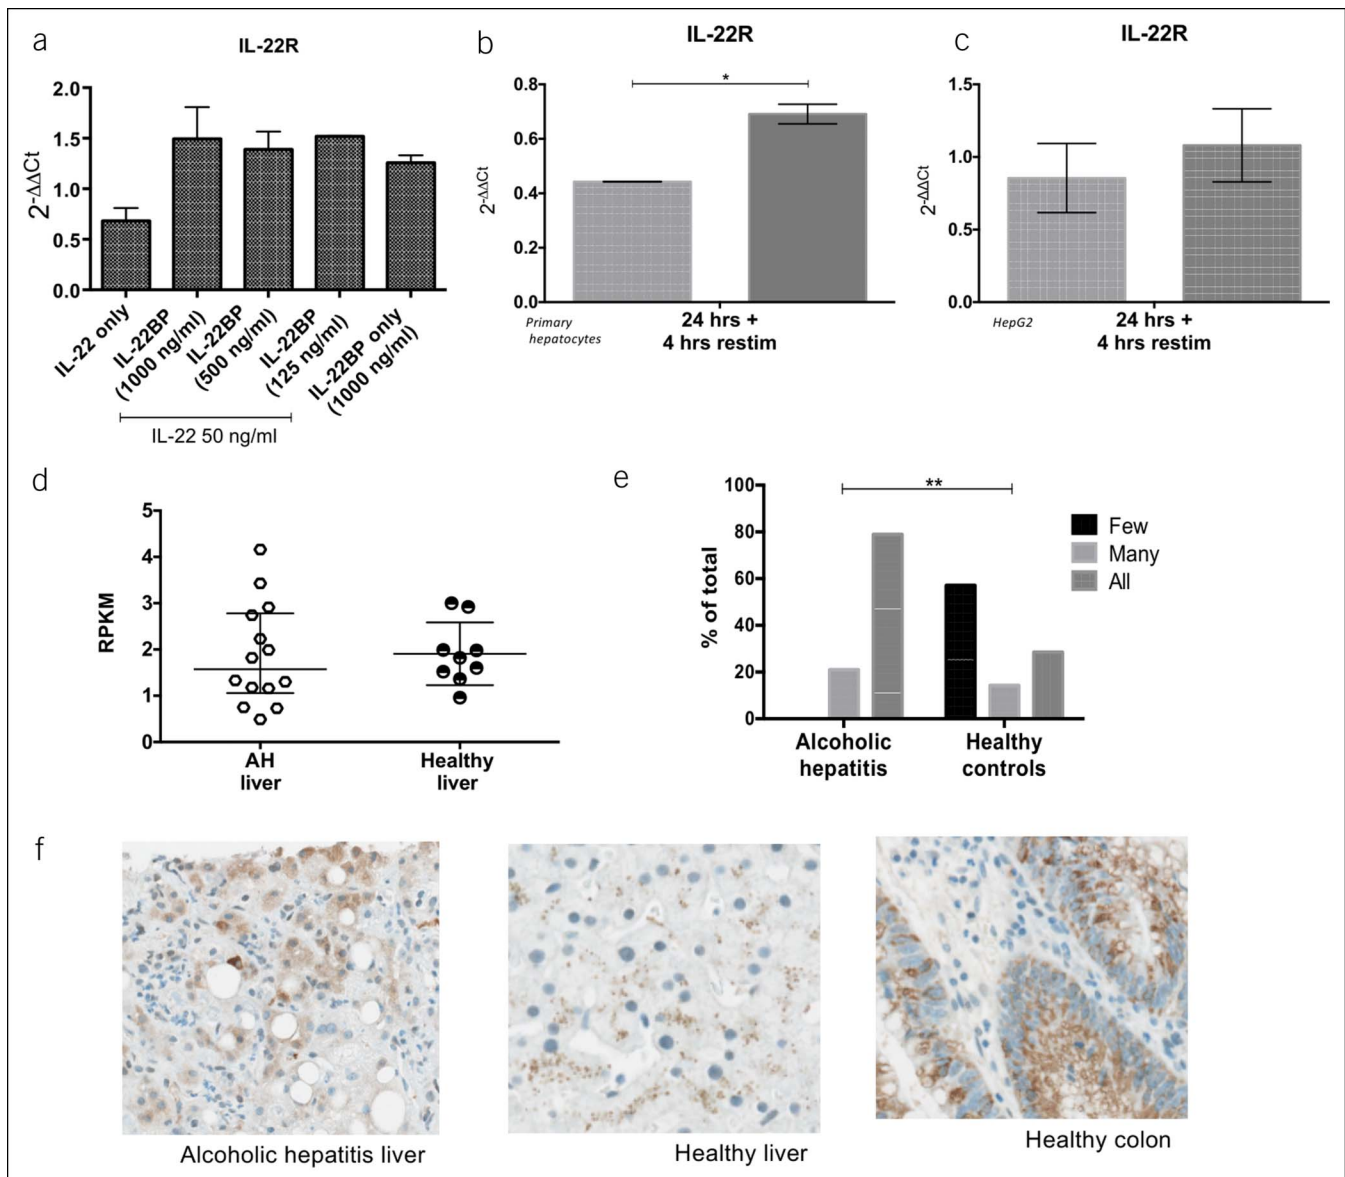 a
IL-22R
2-ΔΔCt
2.0
1.5
1.0
0.5
0.0
IL-22 only
IL-22BP
(1000 ng/ml)
IL-22BP
(500 ng/ml)
IL-22BP
(125 ng/ml)
IL-22BP only
(1000 ng/ml)
IL-22 50 ng/ml
b
IL-22R
*
2-ΔΔCt
0.8
0.6
0.4
0.2
0.0
Primary
hepatocytes
24 hrs +
4 hrs restim
c
IL-22R
2-ΔΔCt
1.5
1.0
0.5
0.0
HepG2
24 hrs +
4 hrs restim
d
RPKM
5
4
3
2
1
0
AH
liver
Healthy
liver
e
% of total
100
80
60
40
20
0
**
Few
Many
All
Alcoholic
hepatitis
Healthy
controls
f
Alcoholic hepatitis liver
Healthy liver
Healthy colon